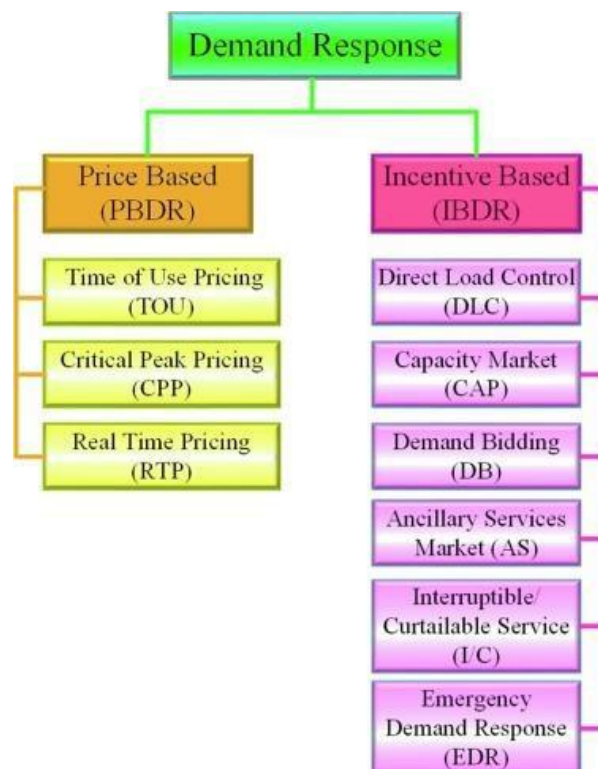 Demand Response
Price Based
(PBDR)
Time of Use Pricing
(TOU)
Critical Peak Pricing
(CPP)
Real Time Pricing
(RTP)
Incentive Based
(IBDR)
Direct Load Control
(DLC)
Capacity Market
(CAP)
Demand Bidding
(DB)
Ancillary Services
Market (AS)
Interruptible/
Curtailable Service
(I/C)
Emergency
Demand Response
(EDR)